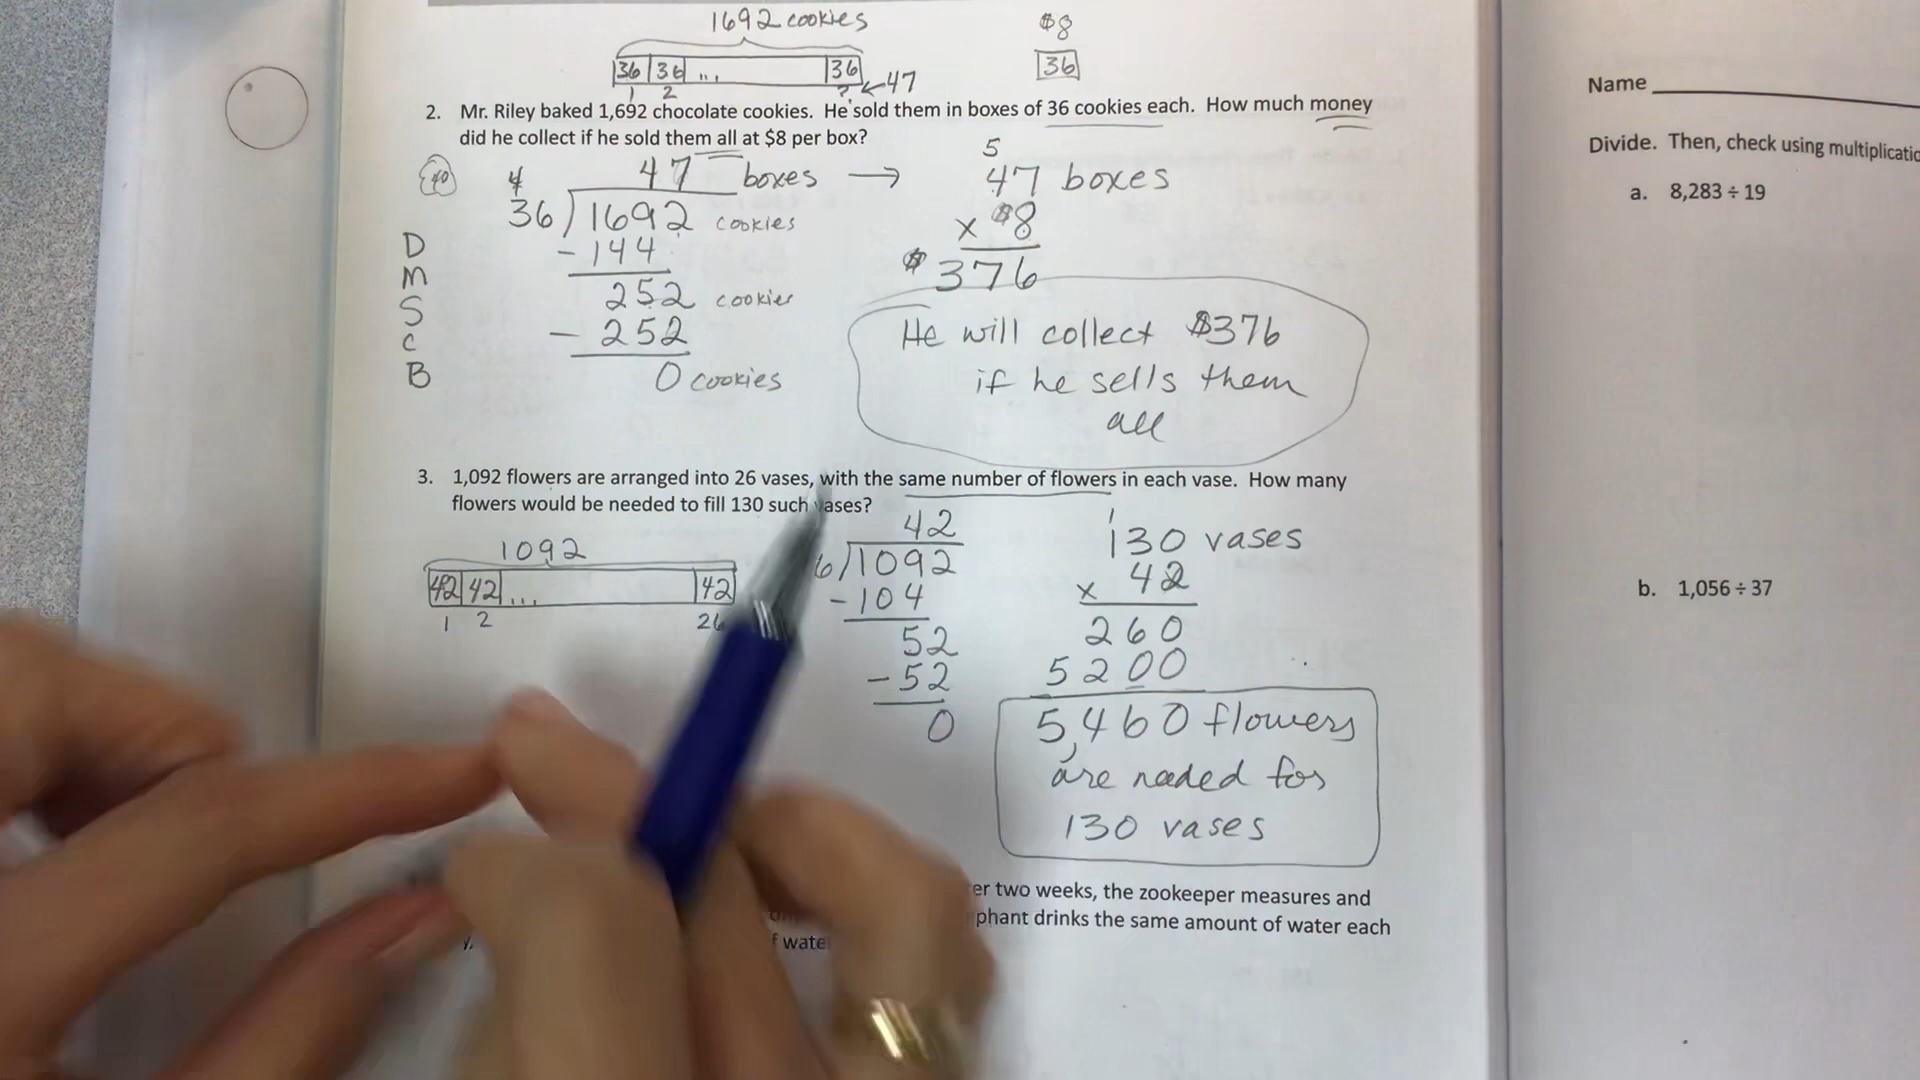 1692 cookies
$8
36 36 ... 36
36
1 2 ? ←47
2. Mr. Riley baked 1,692 chocolate cookies. He sold them in boxes of 36 cookies each. How much money
did he collect if he sold them all at $8 per box?
40
4
47 boxes →
36)1692 cookies
-144
252 cookies
- 252
0 cookies
D
M
S
C
B
5
47 boxes
x $8
$376
He will collect $376
if he sells them
all
3. 1,092 flowers are arranged into 26 vases, with the same number of flowers in each vase. How many
flowers would be needed to fill 130 such vases?
1092
42 42 ... 42
1 2 26
42
6)1092
-104
52
-52
0
1
130 vases
x 42
260
5200
5,460 flowers
are needed for
130 vases
er two weeks, the zookeeper measures and
phant drinks the same amount of water each
y,
f wate
Name
Divide. Then, check using multiplicatio
a. 8,283 ÷ 19
b. 1,056 ÷ 37